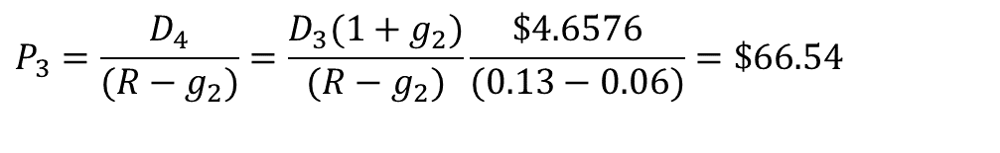 P₃ = D₄/(R − g₂) = D₃(1 + g₂)/(R − g₂) $4.6576/(0.13 − 0.06) = $66.54